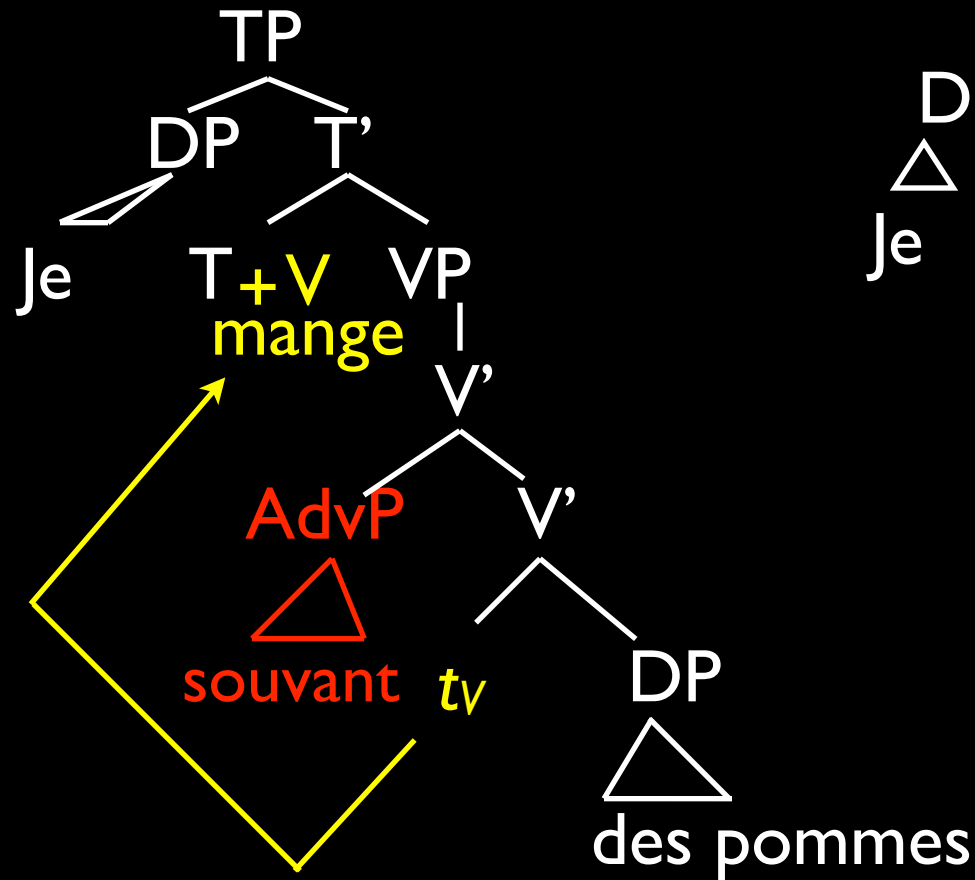 TP
D
DP T’
Je
Je T + V VP
mange
V’
AdvP V’
souvant tV DP
des pommes